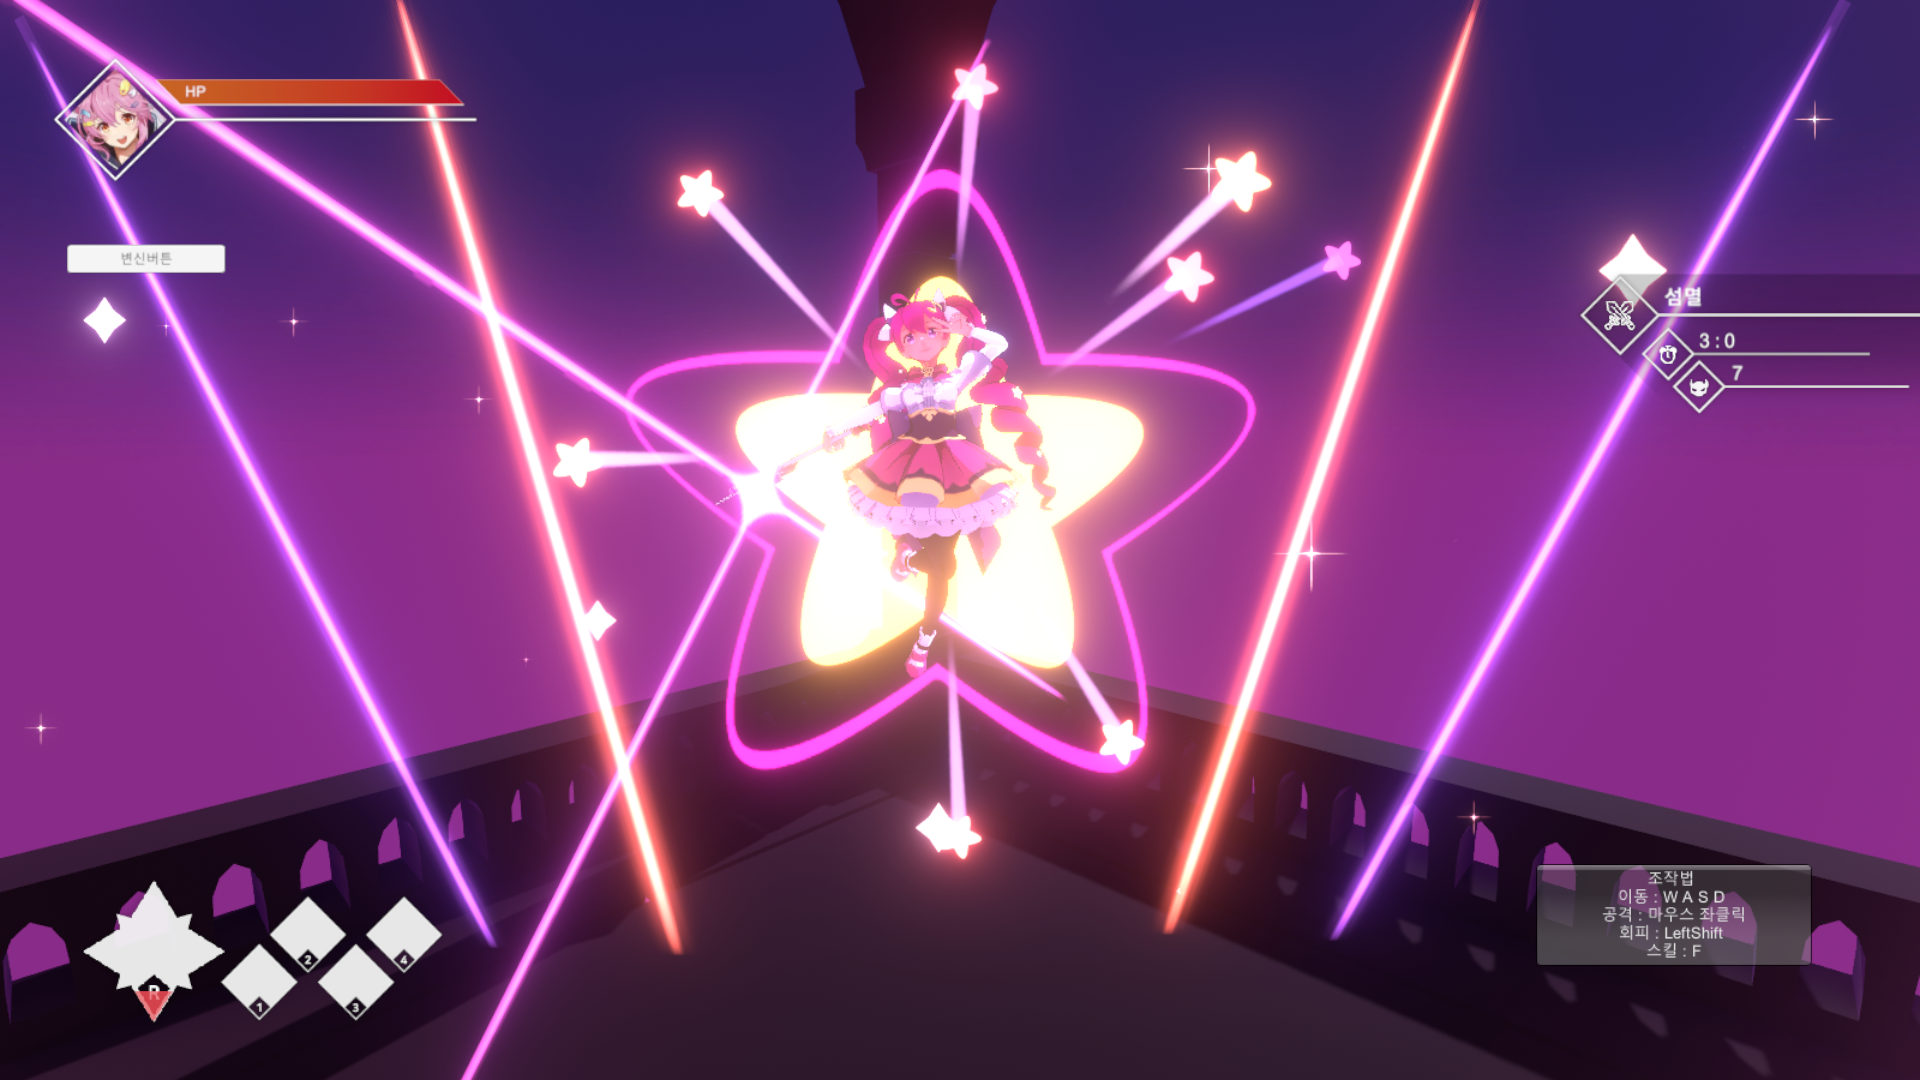 HP
변신버튼
섬멸
3 : 0
7
조작법
이동 : W A S D
공격 : 마우스 좌클릭
회피 : LeftShift
스킬 : F
R
2
4
1
3